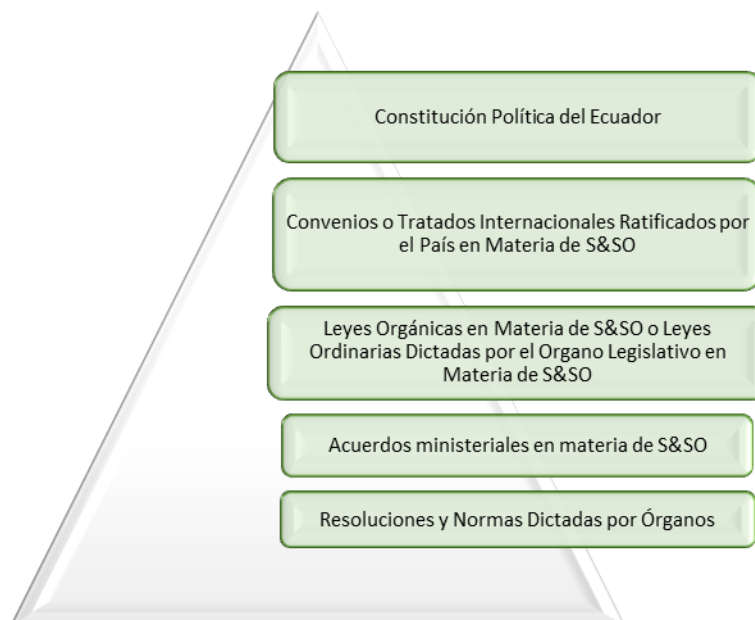 Constitución Política del Ecuador
Convenios o Tratados Internacionales Ratificados por
el País en Materia de S&SO
Leyes Orgánicas en Materia de S&SO o Leyes
Ordinarias Dictadas por el Organo Legislativo en
Materia de S&SO
Acuerdos ministeriales en materia de S&SO
Resoluciones y Normas Dictadas por Órganos